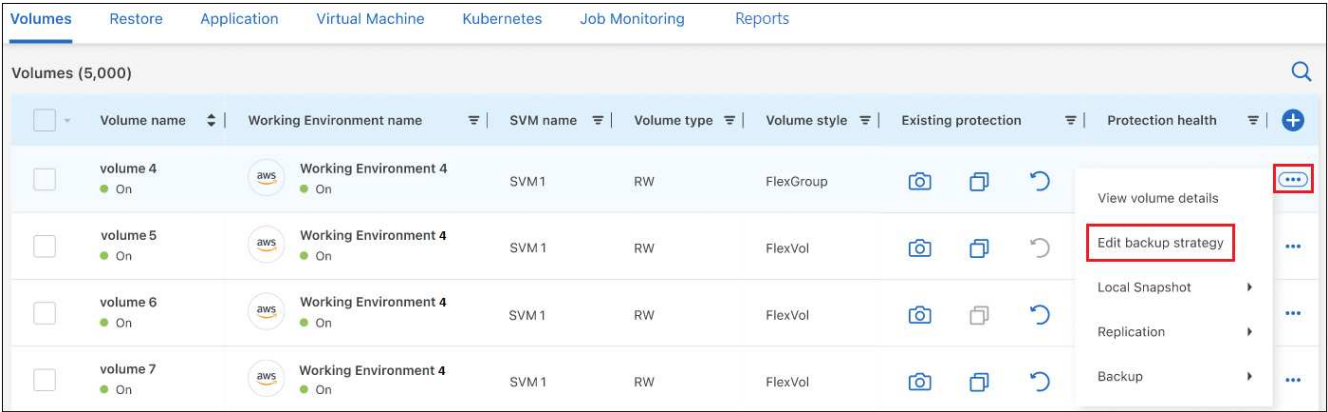 Volumes Restore Application Virtual Machine Kubernetes Job Monitoring Reports
Volumes (5,000)
Volume name Working Environment name SVM name Volume type Volume style Existing protection Protection health
volume 4 aws Working Environment 4 SVM1 RW FlexGroup
On On
View volume details
volume 5 aws Working Environment 4 SVM1 RW FlexVol
On On
Edit backup strategy
Local Snapshot
volume 6 aws Working Environment 4 SVM1 RW FlexVol
On On
Replication
volume 7 aws Working Environment 4 SVM1 RW FlexVol
On On
Backup